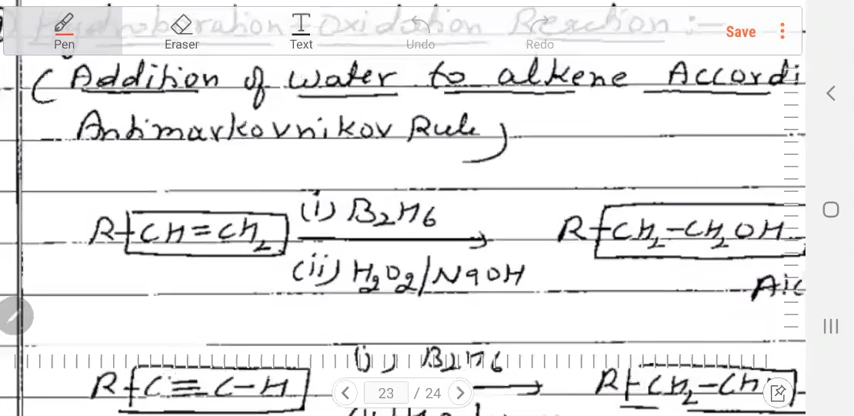 Hydroboration Oxidation Reaction :-
Pen Eraser Text Undo Redo Save
(Addition of water to alkene Accordi
Antimarkovnikov Rule)
R-CH=CH2 (i) B2H6 R-CH2-CH2OH
(ii) H2O2/NaOH
(i) B2H6
R-C≡C-H R-CH2-CH
23 / 24